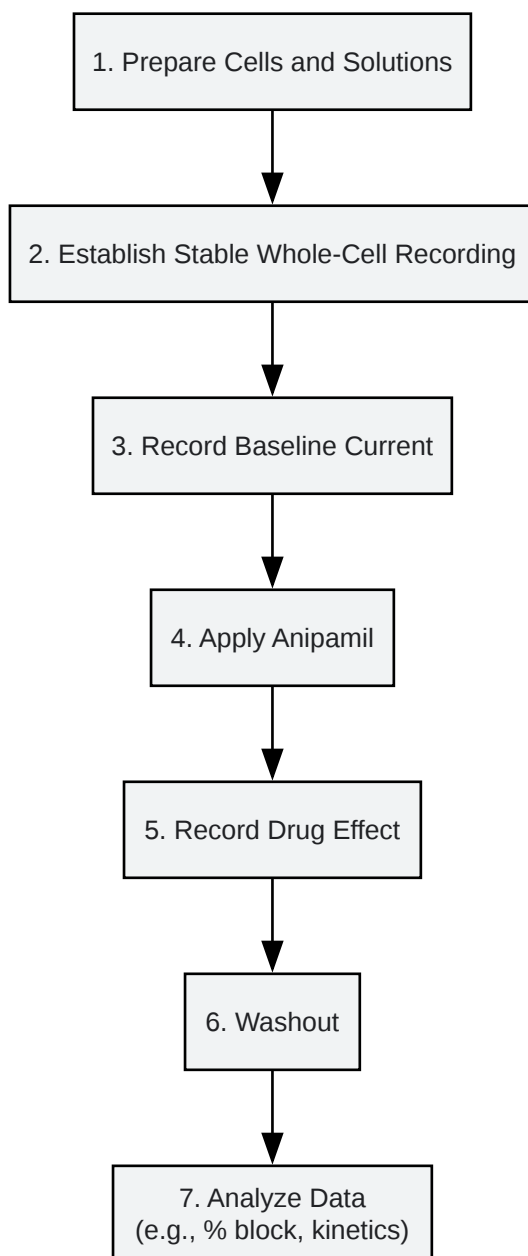 1. Prepare Cells and Solutions
2. Establish Stable Whole-Cell Recording
3. Record Baseline Current
4. Apply Anipamil
5. Record Drug Effect
6. Washout
7. Analyze Data
(e.g., % block, kinetics)